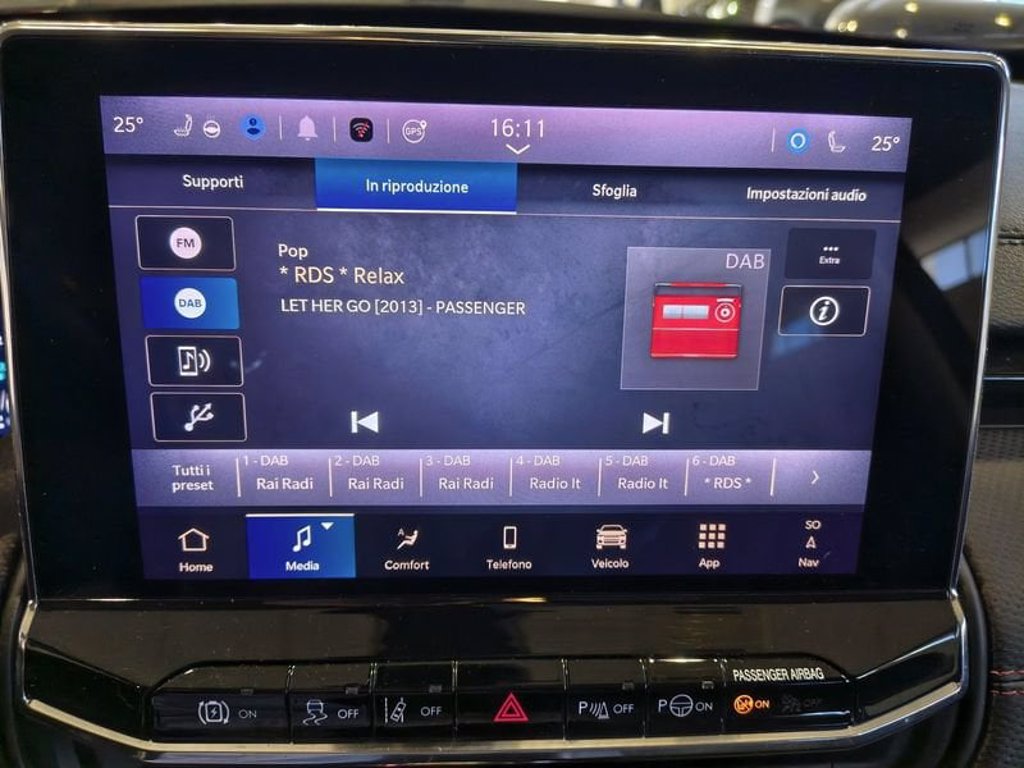 25° GPS 16:11 25°
Supporti In riproduzione Sfoglia Impostazioni audio
FM
DAB
Pop
* RDS * Relax
LET HER GO [2013] - PASSENGER
DAB
Extra
Tutti i preset
1 - DAB Rai Radi
2 - DAB Rai Radi
3 - DAB Rai Radi
4 - DAB Radio It
5 - DAB Radio It
6 - DAB * RDS *
Home Media Comfort Telefono Veicolo App Nav
SO
PASSENGER AIRBAG
ON OFF OFF P OFF P ON ON OFF